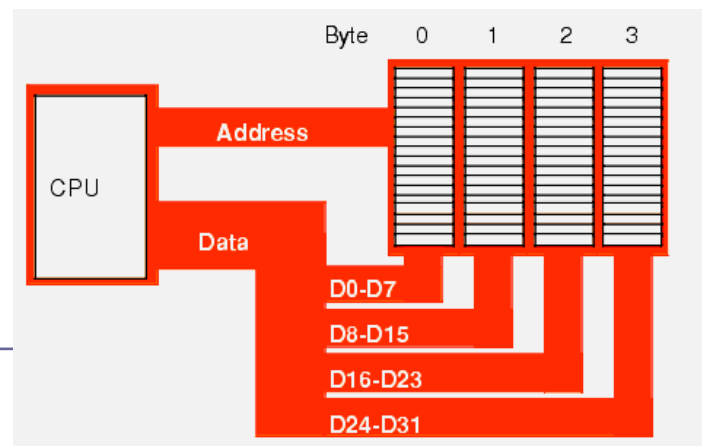 Byte 0 1 2 3
Address
CPU
Data
D0-D7
D8-D15
D16-D23
D24-D31